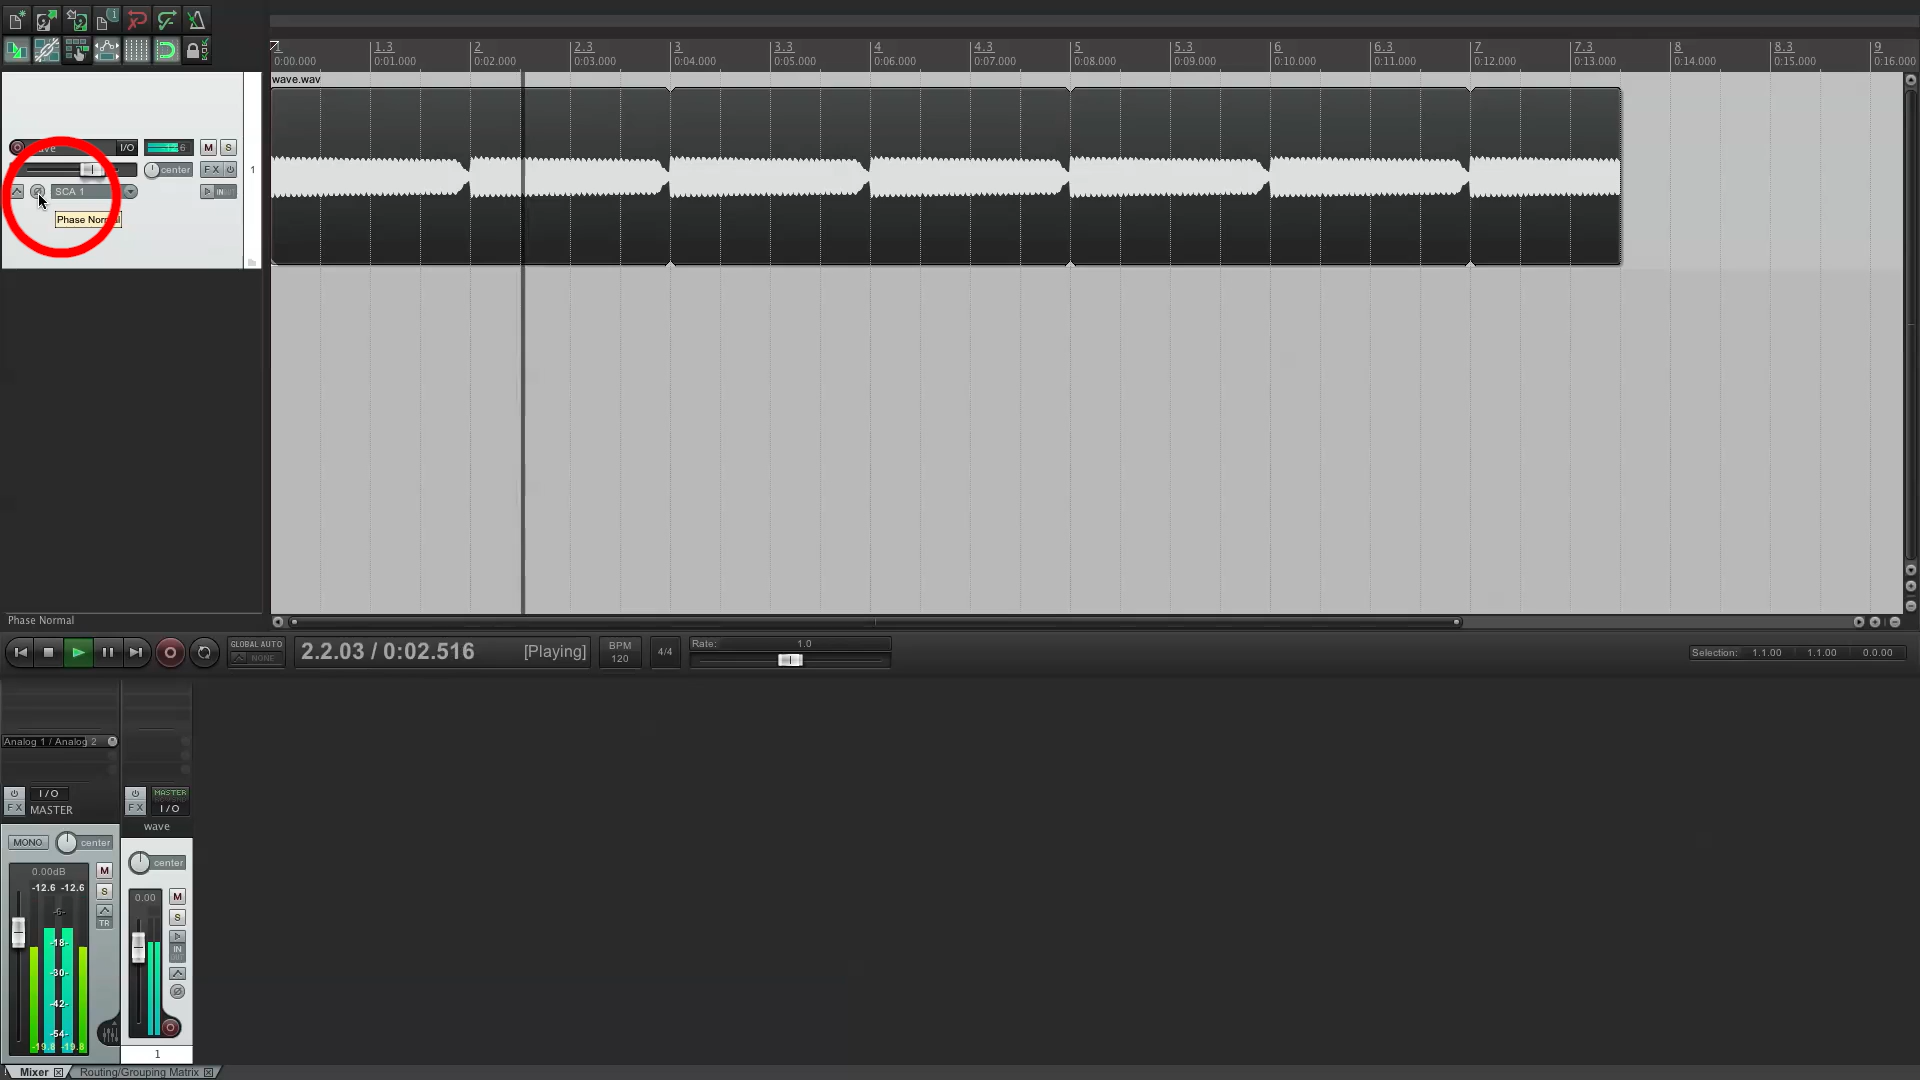 1 1.3 2 2.3 3 3.3 4 4.3 5 5.3 6 6.3 7 7.3 8 8.3 9
0:00.000 0:01.000 0:02.000 0:03.000 0:04.000 0:05.000 0:06.000 0:07.000 0:08.000 0:09.000 0:10.000 0:11.000 0:12.000 0:13.000 0:14.000 0:15.000 0:16.000
wave.wav
I/O M S
center FX 1
SCA 1 IN
Phase Normal
Phase Normal
GLOBAL AUTO
NONE
2.2.03 / 0:02.516 [Playing]
BPM
120
4/4
Rate: 1.0
Selection: 1.1.00 1.1.00 0.0.00
Analog 1 / Analog 2
I/O
FX MASTER
MASTER
FX I/O
wave
MONO center
center
0.00dB M
-12.6 -12.6
S
-6-
TR
-18-
-30-
-42-
-54-
-19.8 -19.8
0.00 M
S
IN
OUT
1
Mixer
Routing/Grouping Matrix